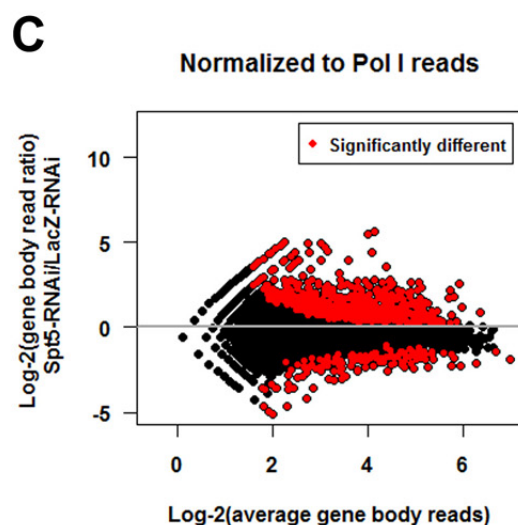 C
Normalized to Pol I reads
Significantly different
Log-2(gene body read ratio)
Spt5-RNAi/LacZ-RNAi
10
5
0
-5
0
2
4
6
Log-2(average gene body reads)